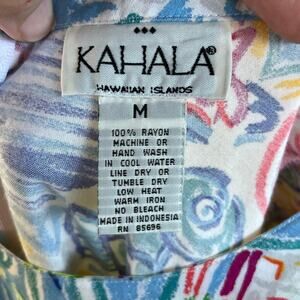 KAHALA®
HAWAIIAN ISLANDS
M
100% RAYON
MACHINE OR
HAND WASH
IN COOL WATER
LINE DRY OR
TUMBLE DRY
LOW HEAT
WARM IRON
NO BLEACH
MADE IN INDONESIA
RN 85696